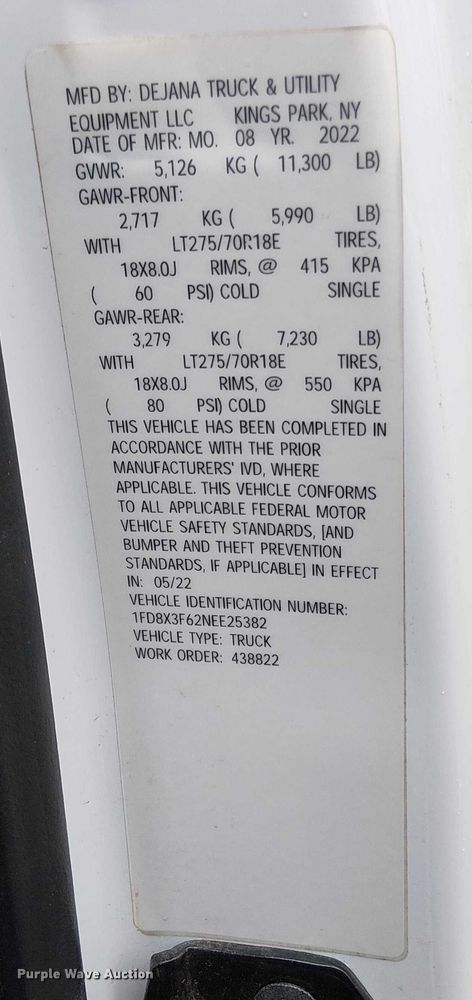 MFD BY: DEJANA TRUCK & UTILITY
EQUIPMENT LLC KINGS PARK, NY
DATE OF MFR: MO. 08 YR. 2022
GVWR: 5,126 KG ( 11,300 LB)
GAWR-FRONT:
2,717 KG ( 5,990 LB)
WITH LT275/70R18E TIRES,
18X8.0J RIMS, @ 415 KPA
( 60 PSI) COLD SINGLE
GAWR-REAR:
3,279 KG ( 7,230 LB)
WITH LT275/70R18E TIRES,
18X8.0J RIMS, @ 550 KPA
( 80 PSI) COLD SINGLE
THIS VEHICLE HAS BEEN COMPLETED IN
ACCORDANCE WITH THE PRIOR
MANUFACTURERS' IVD, WHERE
APPLICABLE. THIS VEHICLE CONFORMS
TO ALL APPLICABLE FEDERAL MOTOR
VEHICLE SAFETY STANDARDS, [AND
BUMPER AND THEFT PREVENTION
STANDARDS, IF APPLICABLE] IN EFFECT
IN: 05/22
VEHICLE IDENTIFICATION NUMBER:
1FD8X3F62NEE25382
VEHICLE TYPE: TRUCK
WORK ORDER: 438822
Purple Wave Auction